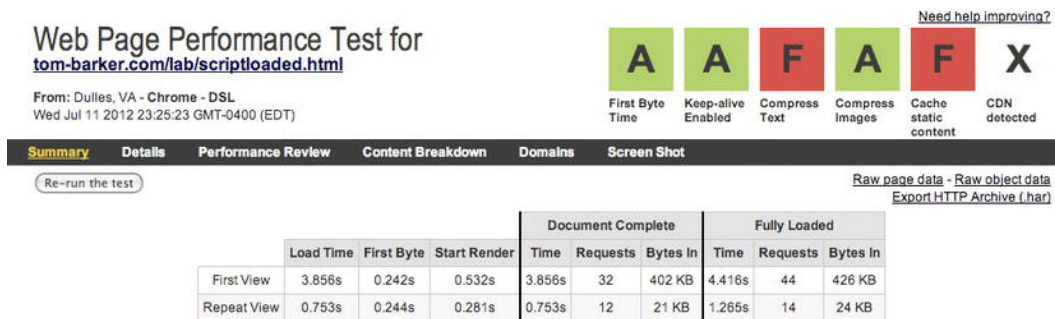 Need help improving?
Web Page Performance Test for
tom-barker.com/lab/scriptloaded.html
From: Dulles, VA - Chrome - DSL
Wed Jul 11 2012 23:25:23 GMT-0400 (EDT)
A A F A F X
First Byte Time Keep-alive Enabled Compress Text Compress Images Cache static content CDN detected
Summary Details Performance Review Content Breakdown Domains Screen Shot
Re-run the test
Raw page data - Raw object data
Export HTTP Archive (.har)
Document Complete Fully Loaded
Load Time First Byte Start Render Time Requests Bytes In Time Requests Bytes In
First View 3.856s 0.242s 0.532s 3.856s 32 402 KB 4.416s 44 426 KB
Repeat View 0.753s 0.244s 0.281s 0.753s 12 21 KB 1.265s 14 24 KB